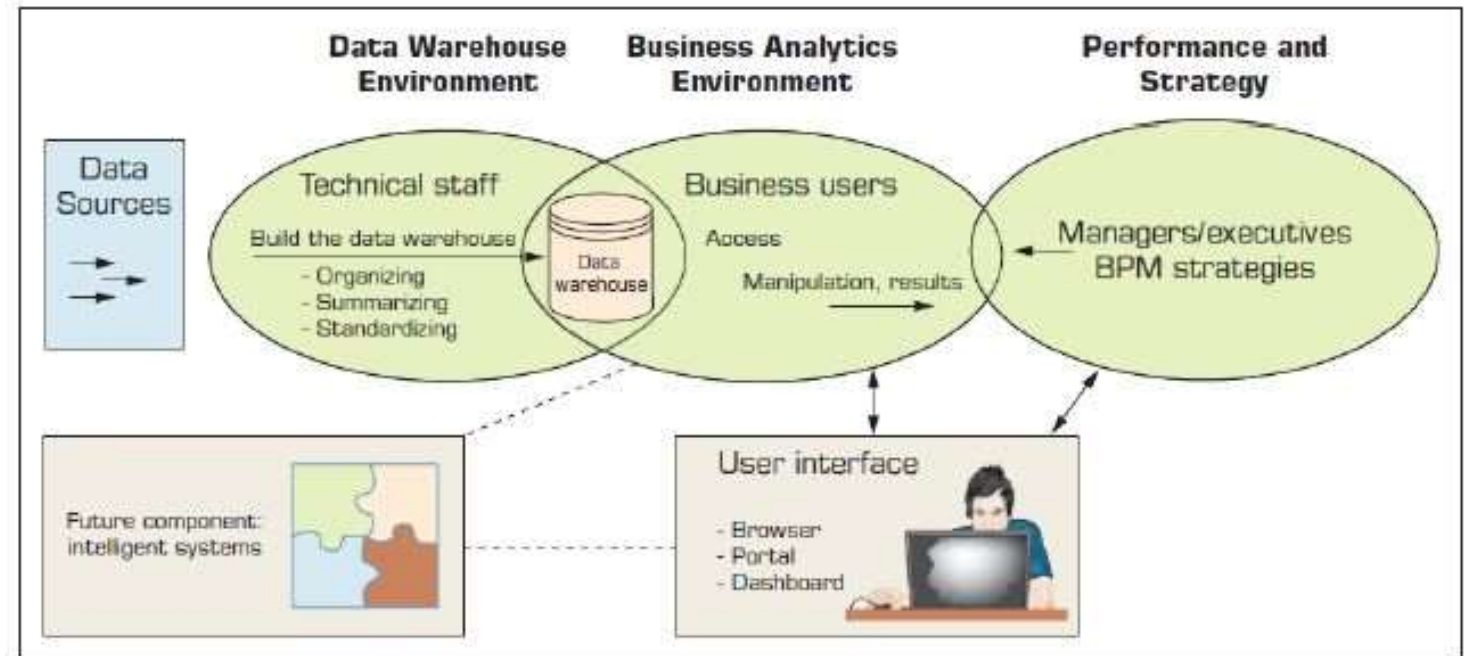 Data Warehouse
Environment
Business Analytics
Environment
Performance and
Strategy
Data
Sources
Technical staff
Build the data warehouse
- Organizing
- Summarizing
- Standardizing
Data
warehouse
Business users
Access
Manipulation, results
Managers/executives
BPM strategies
Future component:
intelligent systems
User interface
- Browser
- Portal
- Dashboard